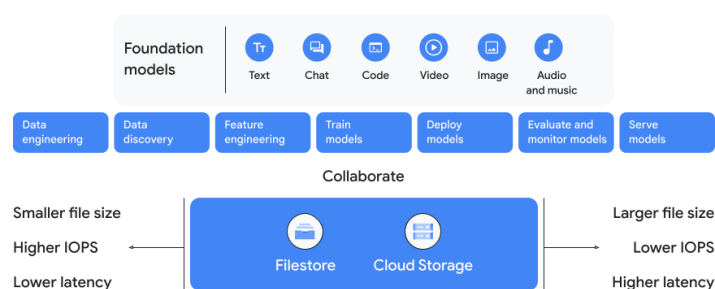 Foundation
models
Text
Chat
Code
Video
Image
Audio
and music
Data
engineering
Data
discovery
Feature
engineering
Train
models
Deploy
models
Evaluate and
monitor models
Serve
models
Collaborate
Smaller file size
Higher IOPS
Lower latency
Filestore
Cloud Storage
Larger file size
Lower IOPS
Higher latency